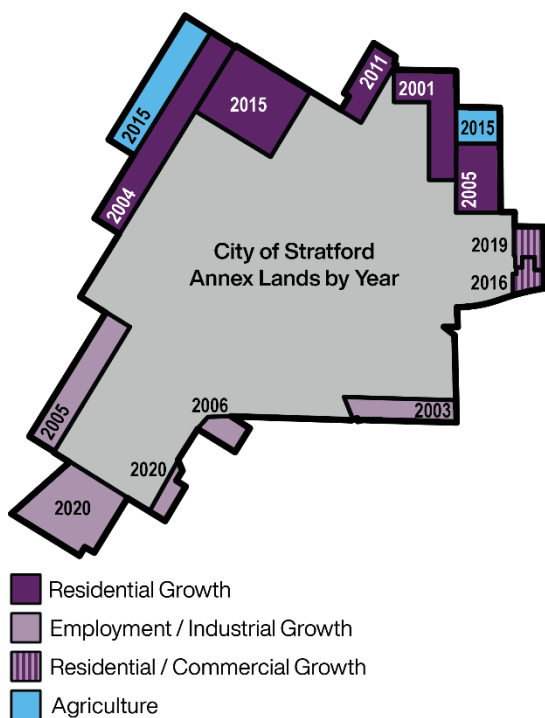 2011
2001
2015
2015
2015
2004
2005
City of Stratford
Annex Lands by Year
2019
2016
2005
2006
2003
2020
2020
Residential Growth
Employment / Industrial Growth
Residential / Commercial Growth
Agriculture